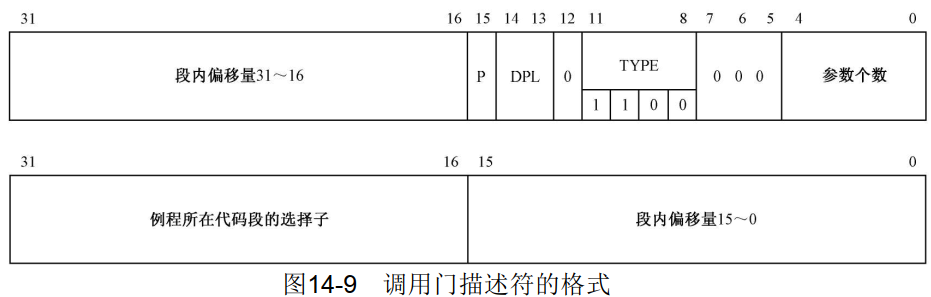 31 16 15 14 13 12 11 8 7 6 5 4 0
段内偏移量31～16 P DPL 0 TYPE 0 0 0 参数个数
1 1 0 0
31 16 15 0
例程所在代码段的选择子 段内偏移量15～0
图14-9 调用门描述符的格式